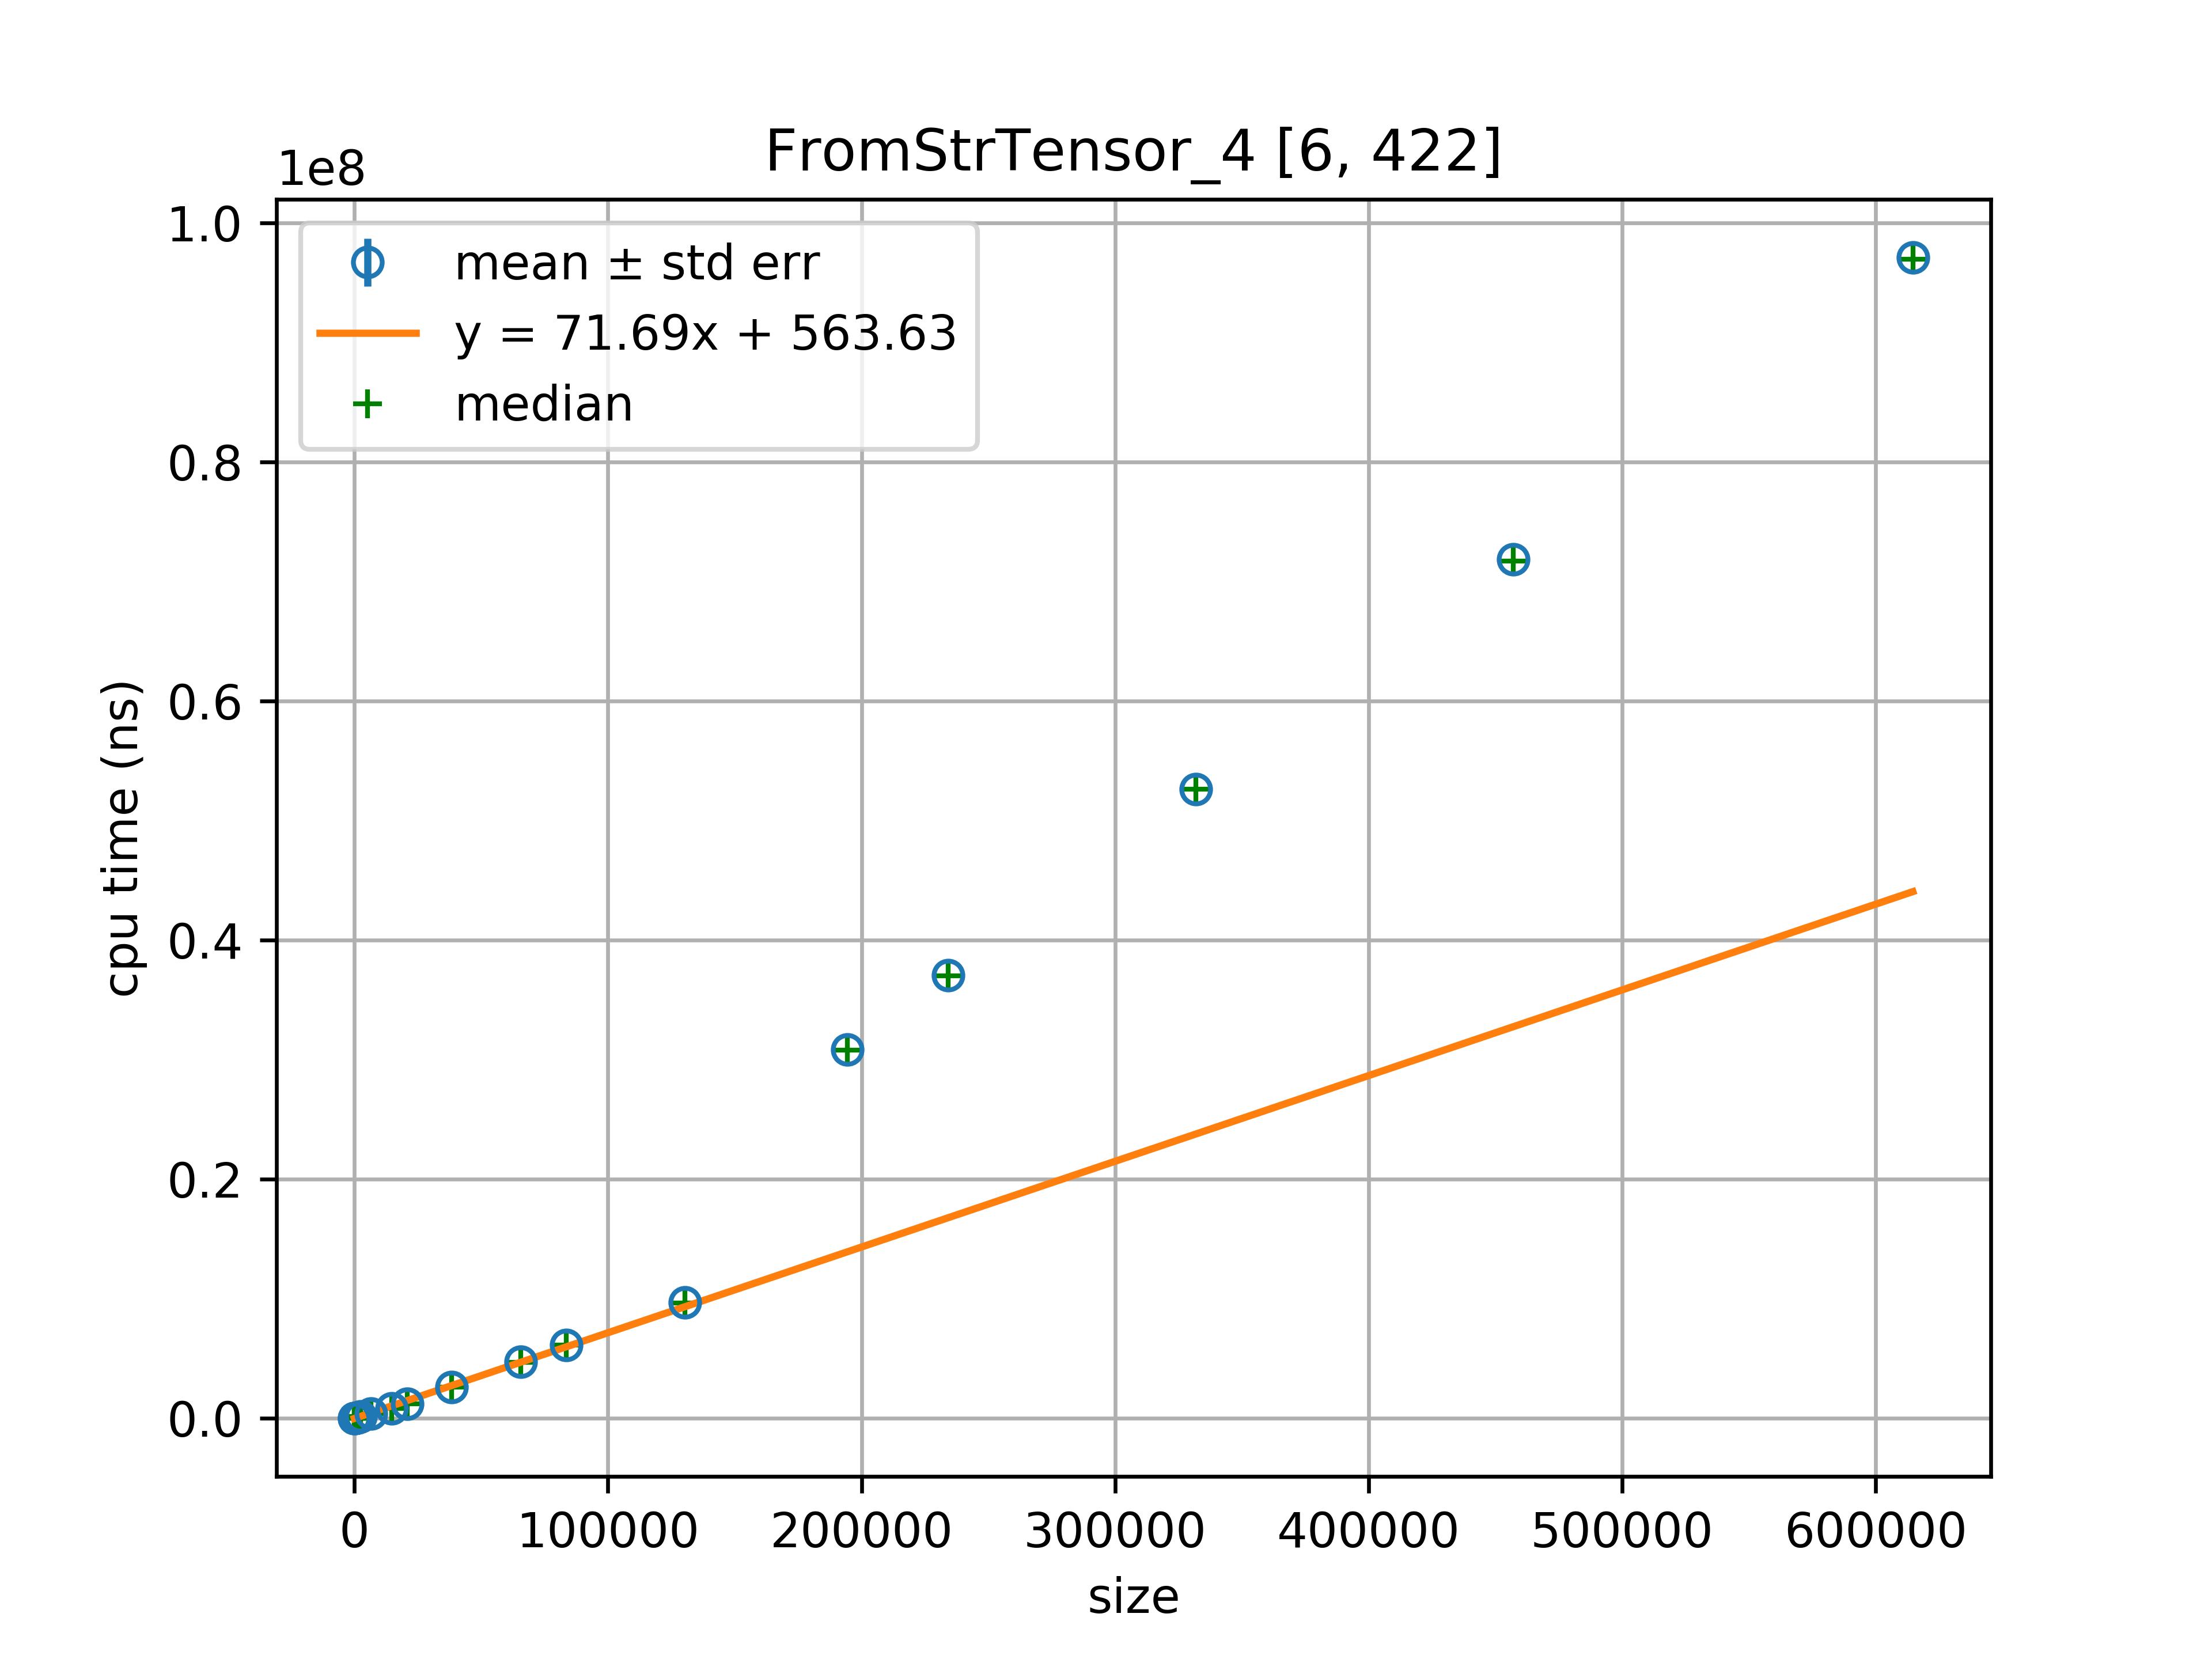 FromStrTensor_4 [6, 422]
1e8
1.0
0.8
0.6
0.4
0.2
0.0
cpu time (ns)
mean ± std err
y = 71.69x + 563.63
median
0 100000 200000 300000 400000 500000 600000
size